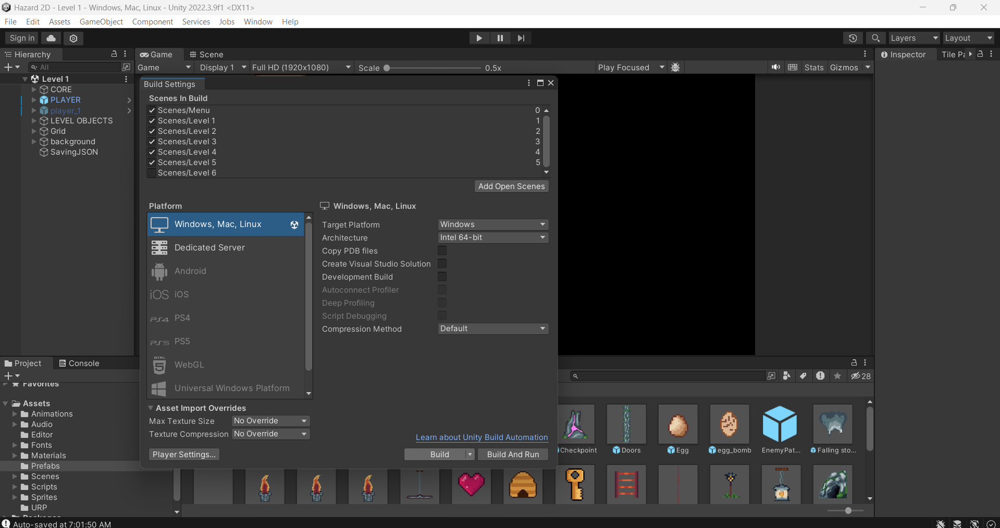 Hazard 2D - Level 1 - Windows, Mac, Linux - Unity 2022.3.9f1 <DX11>
File Edit Assets GameObject Component Services Jobs Window Help
Sign in
Layers
Layout
Hierarchy
Game
Scene
Inspector
Tile Pa
All
Game
Display 1
Full HD (1920x1080)
Scale
0.5x
Play Focused
Stats
Gizmos
Level 1
CORE
PLAYER
player_1
LEVEL OBJECTS
Grid
background
SavingJSON
Build Settings
Scenes In Build
Scenes/Menu 0
Scenes/Level 1 1
Scenes/Level 2 2
Scenes/Level 3 3
Scenes/Level 4 4
Scenes/Level 5 5
Scenes/Level 6
Add Open Scenes
Platform
Windows, Mac, Linux
Dedicated Server
Android
iOS iOS
PS4 PS4
PS5 PS5
HTML
5 WebGL
Universal Windows Platform
Windows, Mac, Linux
Target Platform Windows
Architecture Intel 64-bit
Copy PDB files
Create Visual Studio Solution
Development Build
Autoconnect Profiler
Deep Profiling
Script Debugging
Compression Method Default
Asset Import Overrides
Max Texture Size No Override
Texture Compression No Override
Learn about Unity Build Automation
Player Settings...
Build
Build And Run
Project
Console
28
Favorites
Assets
Animations
Audio
Editor
Fonts
Materials
Prefabs
Scenes
Scripts
Sprites
URP
Packages
Checkpoint
Doors
Egg
egg_bomb
EnemyPat...
Falling sto...
Auto-saved at 7:01:50 AM